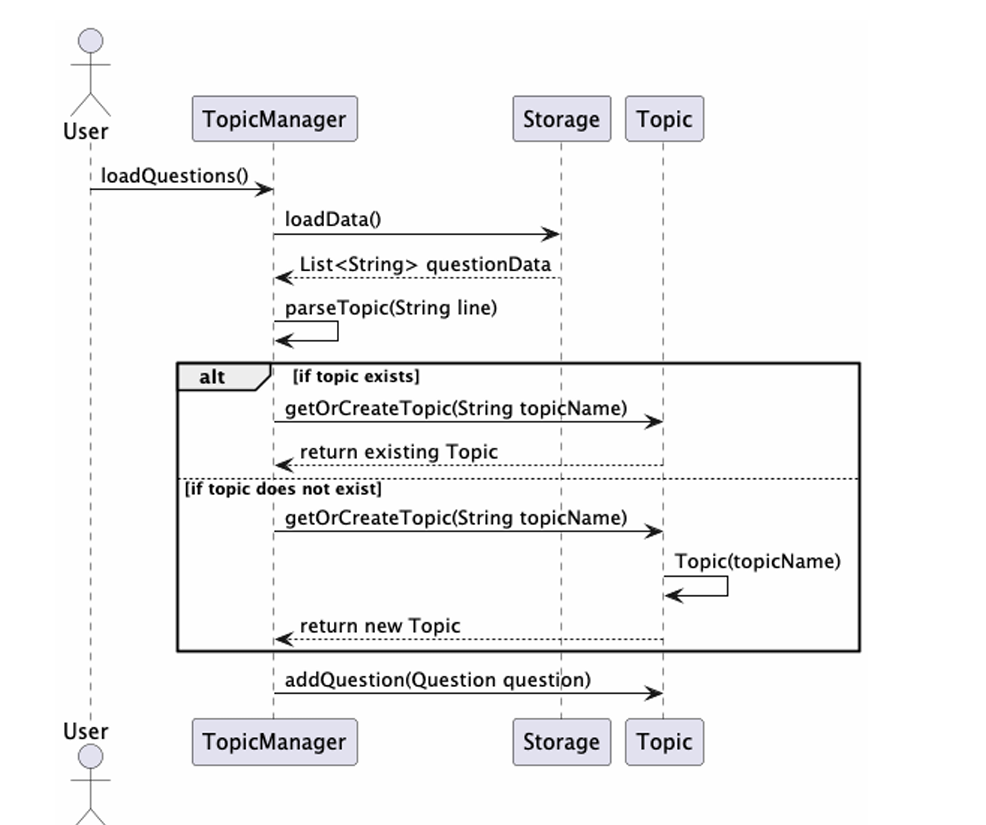 User
TopicManager
Storage
Topic
loadQuestions()
loadData()
List<String> questionData
parseTopic(String line)
alt
[if topic exists]
getOrCreateTopic(String topicName)
return existing Topic
[if topic does not exist]
getOrCreateTopic(String topicName)
Topic(topicName)
return new Topic
addQuestion(Question question)
User
TopicManager
Storage
Topic